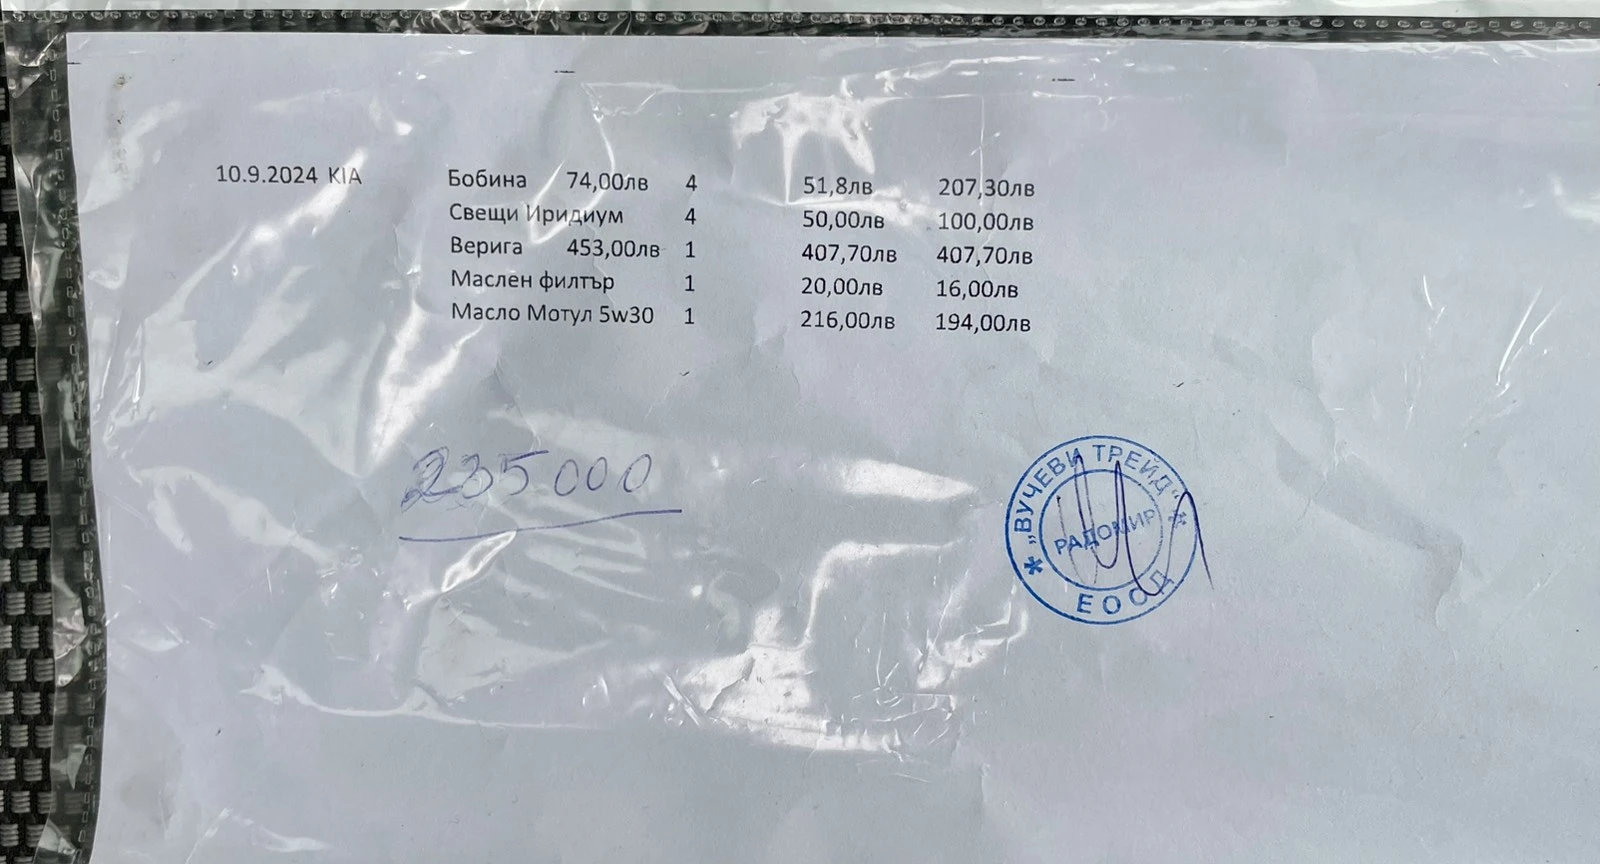 10.9.2024 KIA Бобина 74,00лв 4 51,8лв 207,30лв
Свещи Иридиум 4 50,00лв 100,00лв
Верига 453,00лв 1 407,70лв 407,70лв
Маслен филтър 1 20,00лв 16,00лв
Масло Мотул 5w30 1 216,00лв 194,00лв
235000
„ВУЧЕВИ ТРЕЙД“
РАДОМИР
ЕООД